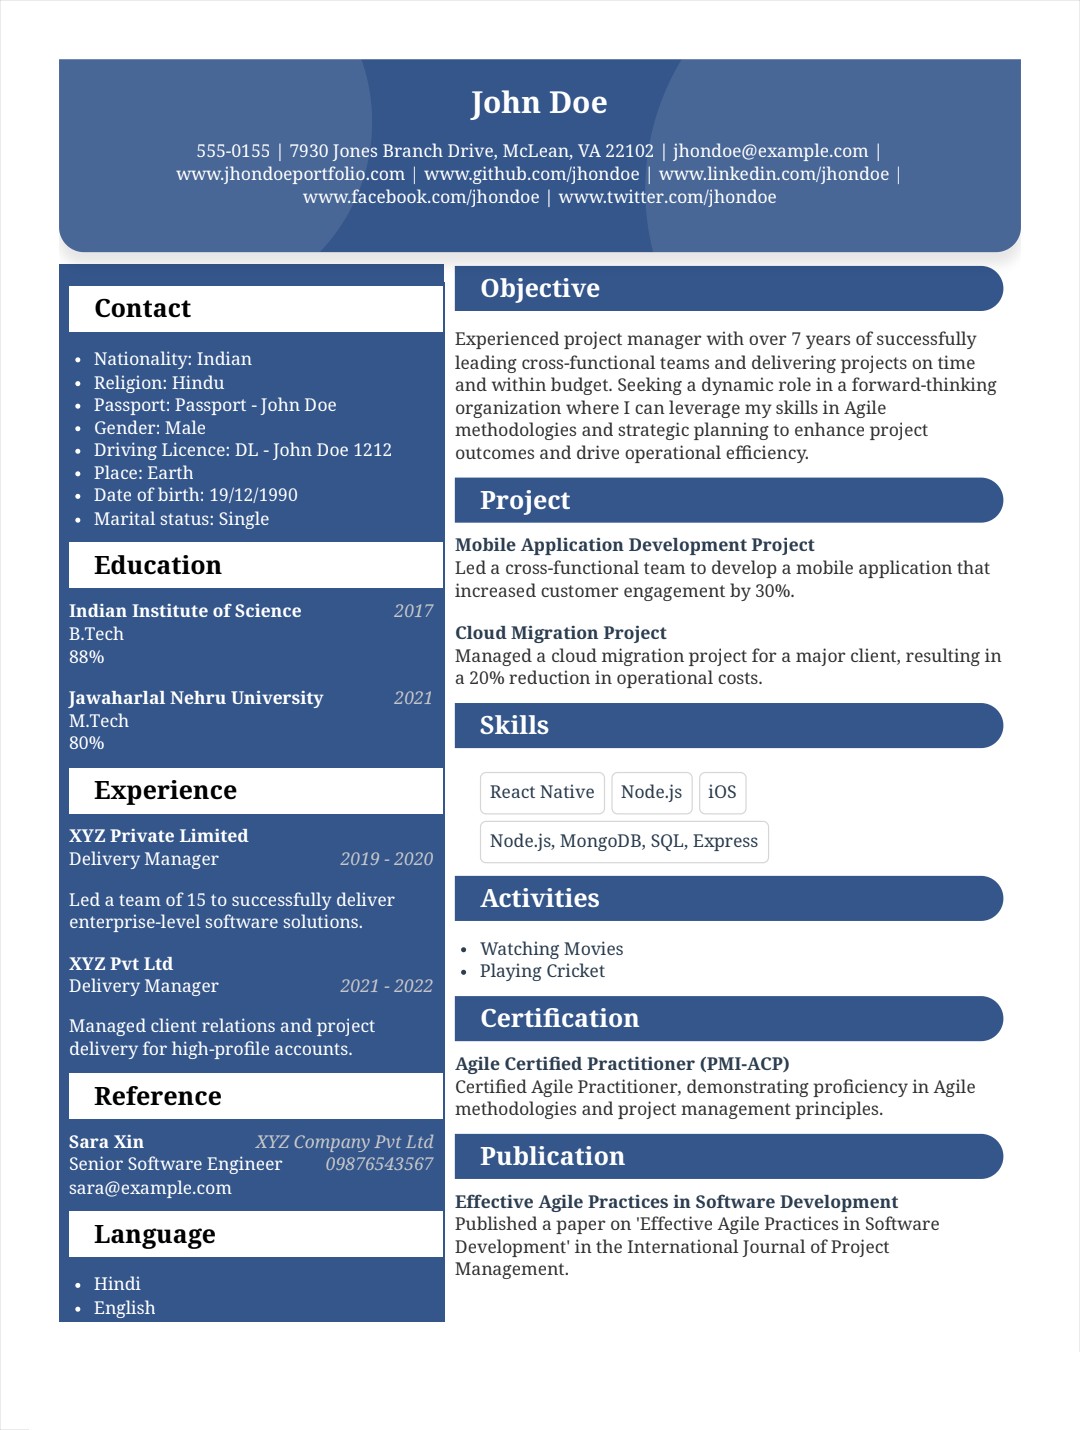 John Doe
555-0155 | 7930 Jones Branch Drive, McLean, VA 22102 | jhondoe@example.com |
www.jhondoeportfolio.com | www.github.com/jhondoe | www.linkedin.com/jhondoe |
www.facebook.com/jhondoe | www.twitter.com/jhondoe
Contact
• Nationality: Indian
• Religion: Hindu
• Passport: Passport - John Doe
• Gender: Male
• Driving Licence: DL - John Doe 1212
• Place: Earth
• Date of birth: 19/12/1990
• Marital status: Single
Education
Indian Institute of Science 2017
B.Tech
88%
Jawaharlal Nehru University 2021
M.Tech
80%
Experience
XYZ Private Limited
Delivery Manager 2019 - 2020
Led a team of 15 to successfully deliver
enterprise-level software solutions.
XYZ Pvt Ltd
Delivery Manager 2021 - 2022
Managed client relations and project
delivery for high-profile accounts.
Reference
Sara Xin XYZ Company Pvt Ltd
Senior Software Engineer 09876543567
sara@example.com
Language
• Hindi
• English
Objective
Experienced project manager with over 7 years of successfully
leading cross-functional teams and delivering projects on time
and within budget. Seeking a dynamic role in a forward-thinking
organization where I can leverage my skills in Agile
methodologies and strategic planning to enhance project
outcomes and drive operational efficiency.
Project
Mobile Application Development Project
Led a cross-functional team to develop a mobile application that
increased customer engagement by 30%.
Cloud Migration Project
Managed a cloud migration project for a major client, resulting in
a 20% reduction in operational costs.
Skills
React Native Node.js iOS
Node.js, MongoDB, SQL, Express
Activities
• Watching Movies
• Playing Cricket
Certification
Agile Certified Practitioner (PMI-ACP)
Certified Agile Practitioner, demonstrating proficiency in Agile
methodologies and project management principles.
Publication
Effective Agile Practices in Software Development
Published a paper on 'Effective Agile Practices in Software
Development' in the International Journal of Project
Management.